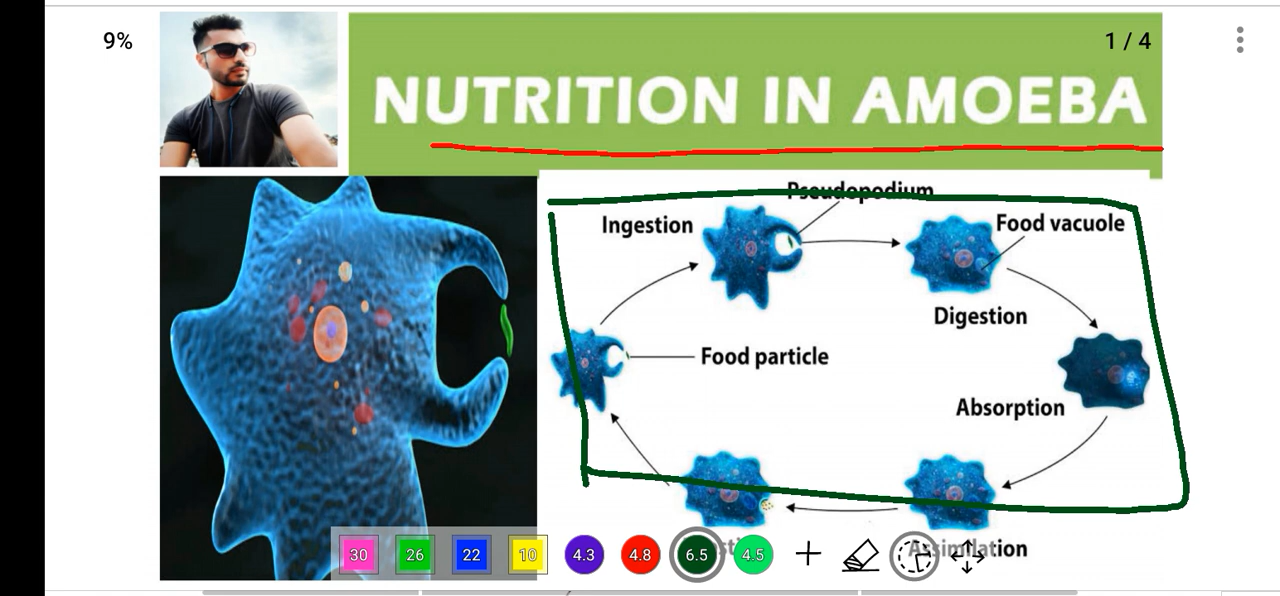 9%
1 / 4
NUTRITION IN AMOEBA
Pseudopodium
Ingestion
Food vacuole
Digestion
Food particle
Absorption
Assimilation
30 26 22 10 4.3 4.8 6.5 4.5